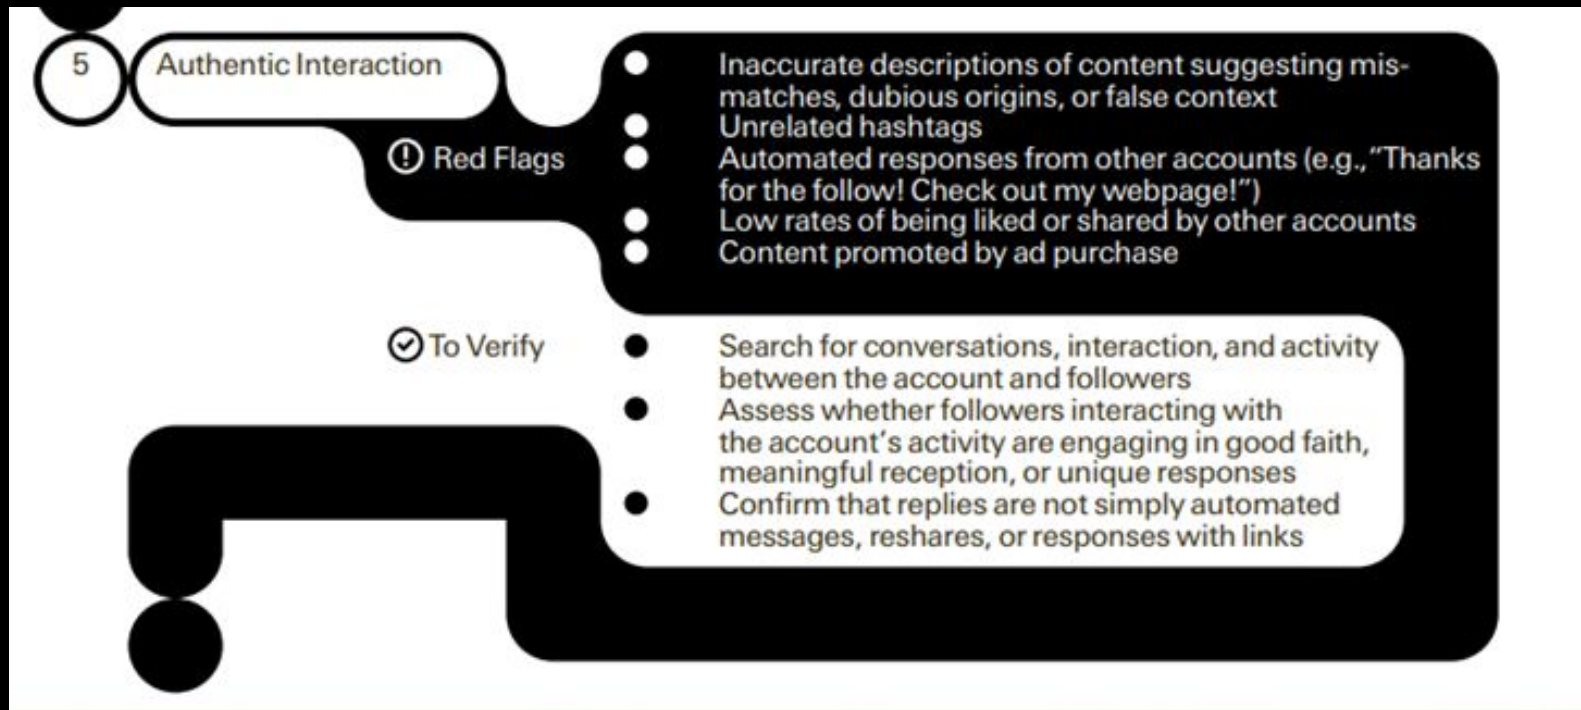 5
Authentic Interaction
Red Flags
Inaccurate descriptions of content suggesting mis-
matches, dubious origins, or false context
Unrelated hashtags
Automated responses from other accounts (e.g.,"Thanks
for the follow! Check out my webpage!")
Low rates of being liked or shared by other accounts
Content promoted by ad purchase
To Verify
Search for conversations, interaction, and activity
between the account and followers
Assess whether followers interacting with
the account's activity are engaging in good faith,
meaningful reception, or unique responses
Confirm that replies are not simply automated
messages, reshares, or responses with links